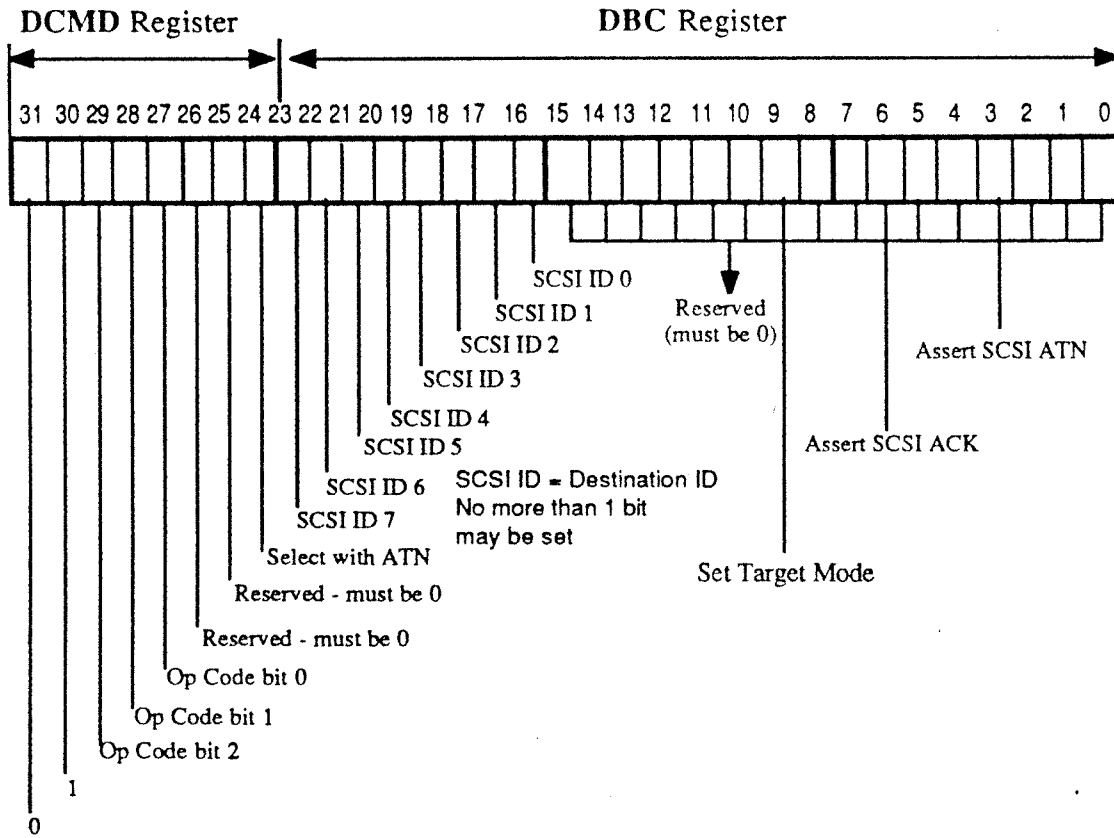 DCMD Register
DBC Register
31 30 29 28 27 26 25 24 23 22 21 20 19 18 17 16 15 14 13 12 11 10 9 8 7 6 5 4 3 2 1 0
SCSI ID 0
SCSI ID 1
SCSI ID 2
SCSI ID 3
SCSI ID 4
SCSI ID 5
SCSI ID 6
SCSI ID 7
Select with ATN
Reserved - must be 0
Reserved - must be 0
Op Code bit 0
Op Code bit 1
Op Code bit 2
1
0
SCSI ID = Destination ID
No more than 1 bit
may be set
Reserved
(must be 0)
Set Target Mode
Assert SCSI ACK
Assert SCSI ATN